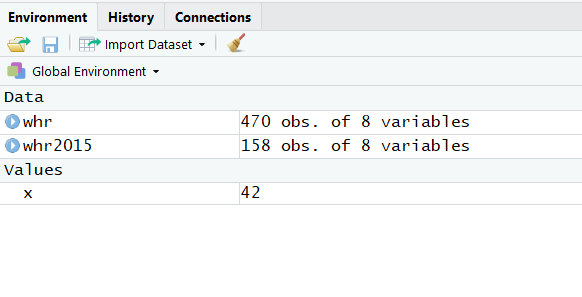 Environment History Connections
Import Dataset
Global Environment
Data
whr 470 obs. of 8 variables
whr2015 158 obs. of 8 variables
Values
x 42